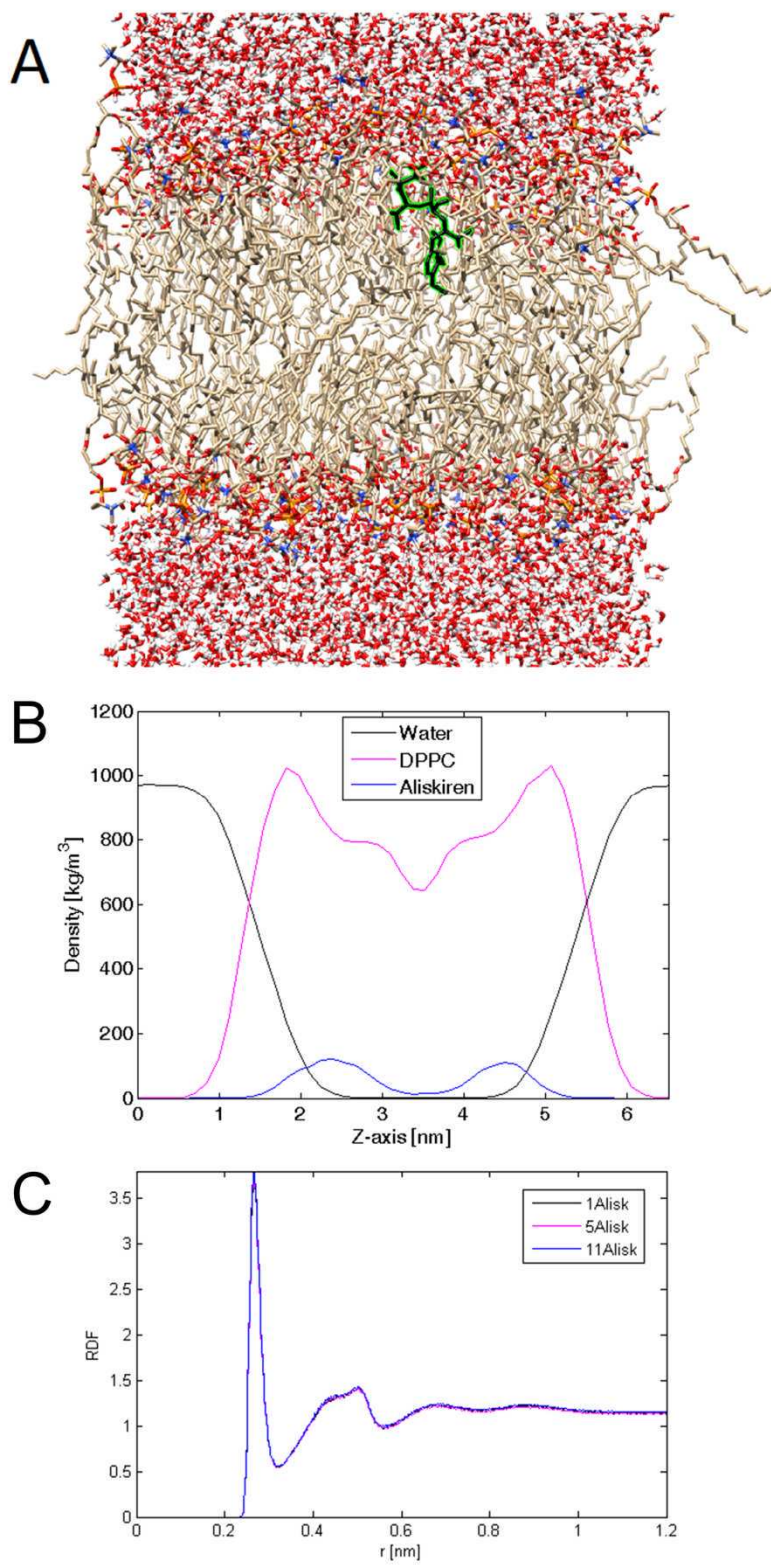 A
B
1200
1000
800
600
400
200
0
Density [kg/m³]
Water
DPPC
Aliskiren
0 1 2 3 4 5 6
Z-axis [nm]
C
3.5
3
2.5
2
1.5
1
0.5
0
RDF
1Alisk
5Alisk
11Alisk
0 0.2 0.4 0.6 0.8 1 1.2
r [nm]